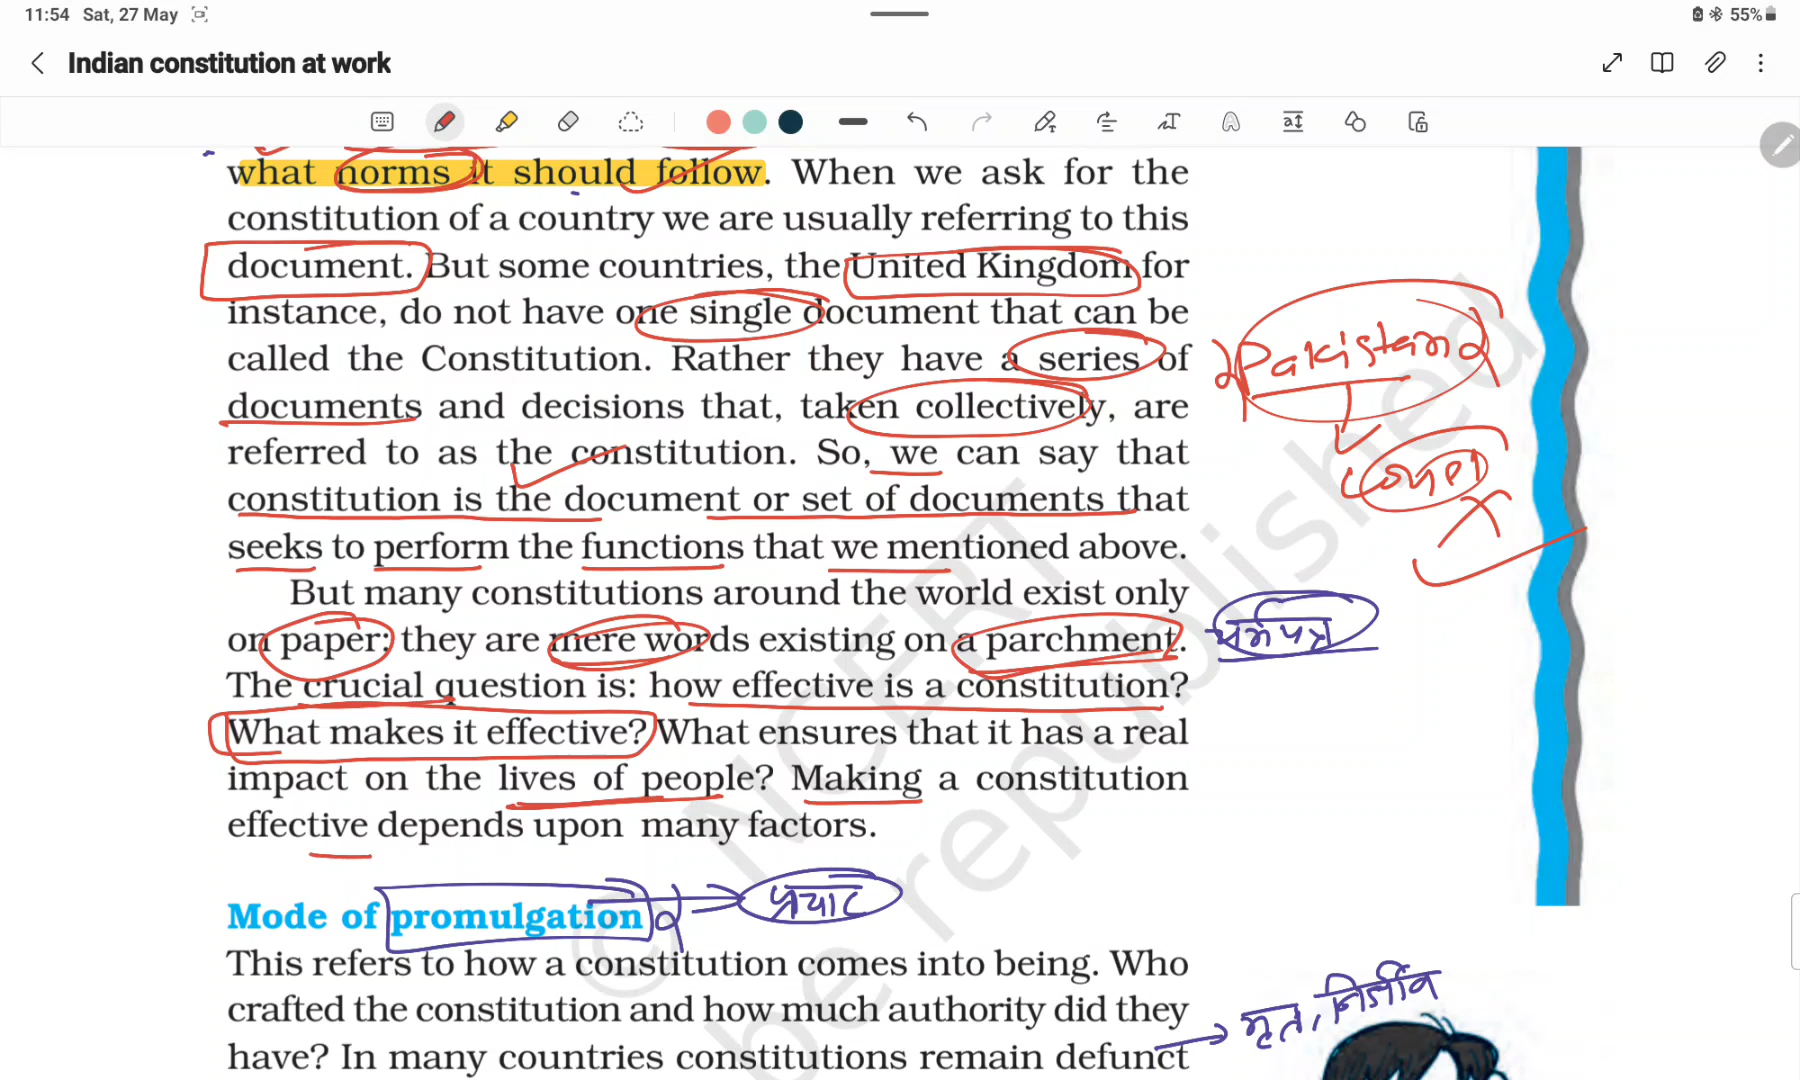 11:54 Sat, 27 May
55%
Indian constitution at work
what norms it should follow. When we ask for the
constitution of a country we are usually referring to this
document. But some countries, the United Kingdom for
instance, do not have one single document that can be
called the Constitution. Rather they have a series of
Pakistan
documents and decisions that, taken collectively, are
referred to as the constitution. So, we can say that
constitution is the document or set of documents that
seeks to perform the functions that we mentioned above.
But many constitutions around the world exist only
on paper: they are mere words existing on a parchment.
चर्मपत्र
The crucial question is: how effective is a constitution?
What makes it effective? What ensures that it has a real
impact on the lives of people? Making a constitution
effective depends upon many factors.
Mode of promulgation
This refers to how a constitution comes into being. Who
crafted the constitution and how much authority did they
मृत, निर्जीव
have? In many countries constitutions remain defunct
© NCERT
be republished